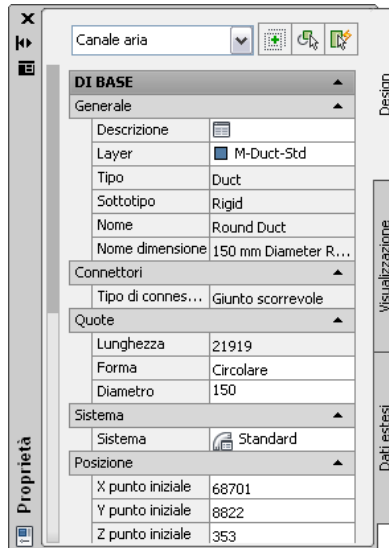 Canale aria
DI BASE
Generale
Descrizione
Layer M-Duct-Std
Tipo Duct
Sottotipo Rigid
Nome Round Duct
Nome dimensione 150 mm Diameter R...
Connettori
Tipo di connes... Giunto scorrevole
Quote
Lunghezza 21919
Forma Circolare
Diametro 150
Sistema
Sistema Standard
Posizione
X punto iniziale 68701
Y punto iniziale 8822
Z punto iniziale 353
Proprietà
Design
Visualizzazione
Dati estesi